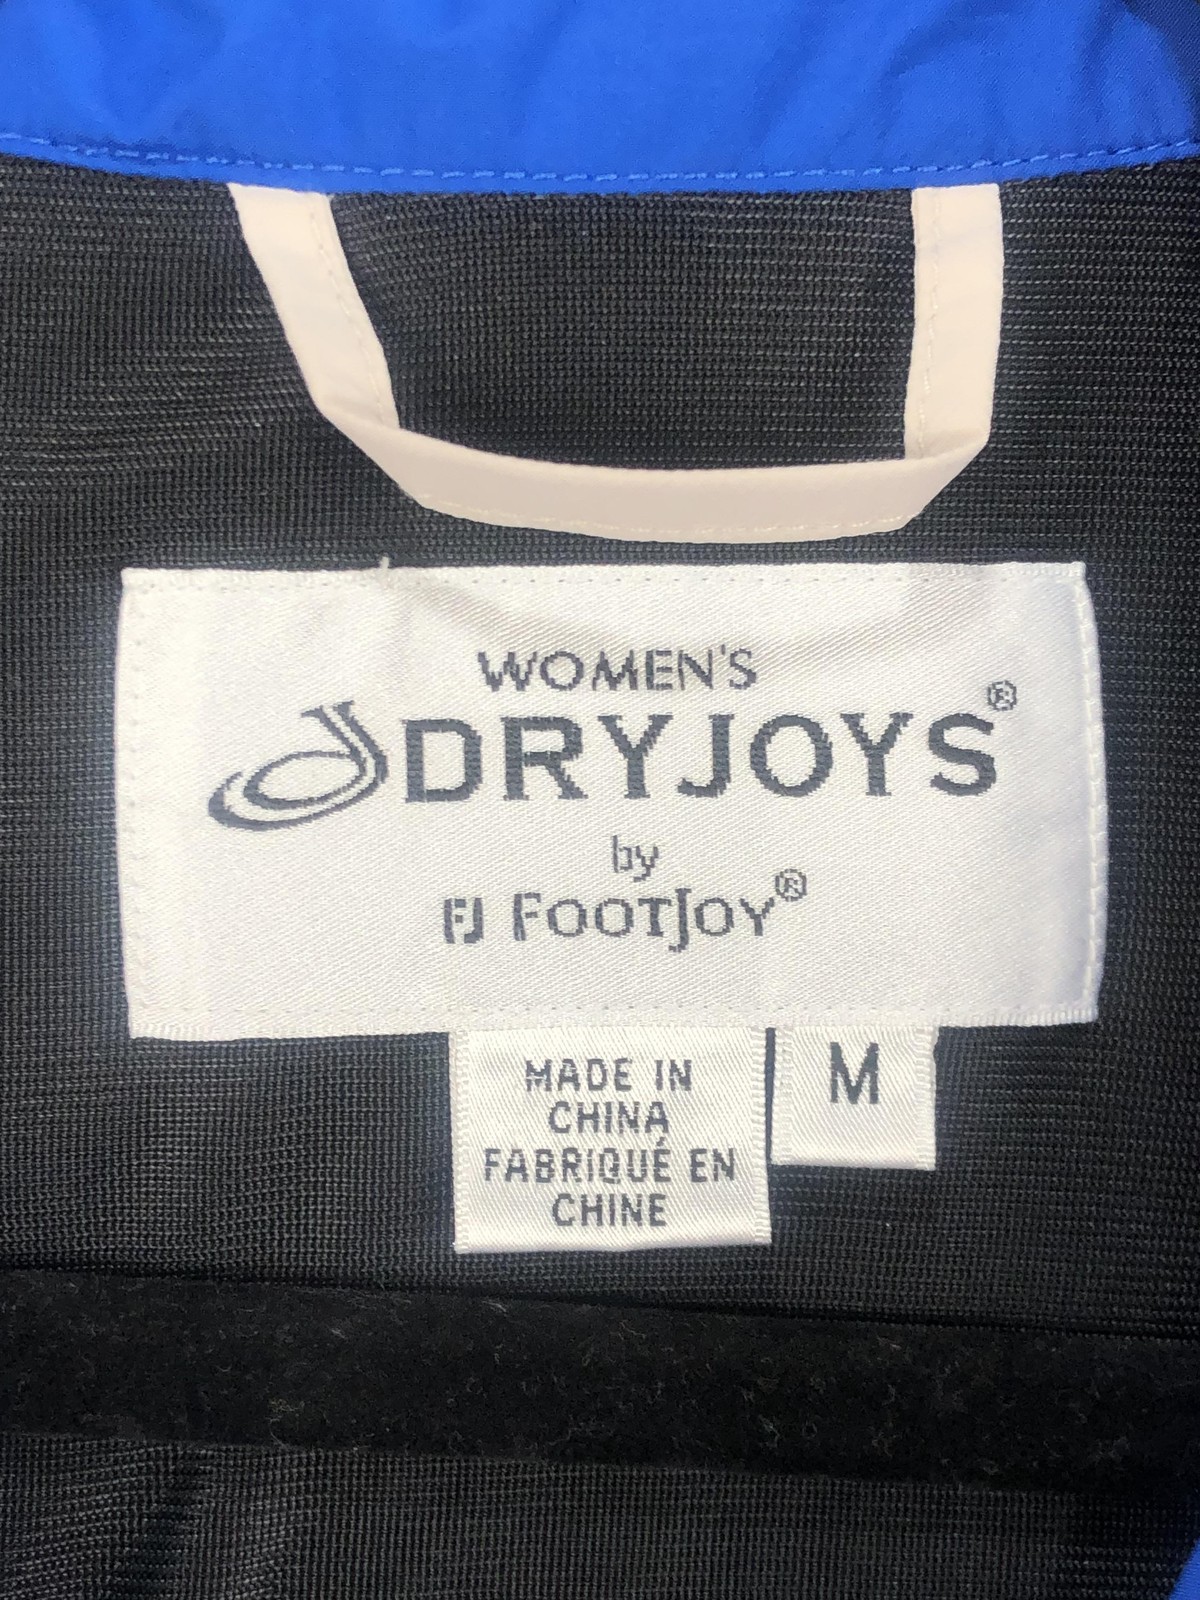 WOMEN'S
DRYJOYS®
by
FJ FOOTJOY®
MADE IN
CHINA
FABRIQUÉ EN
CHINE
M